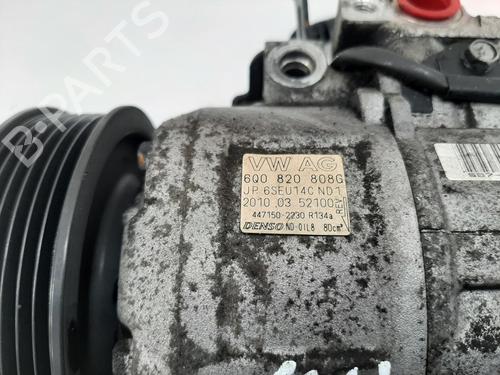 B-PARTS
VW AG
6Q0 820 808G
JP 6SEU14C ND1
2010 03 52100
REV
447150-2230 R134a
DENSO ND-OIL8 80cm³